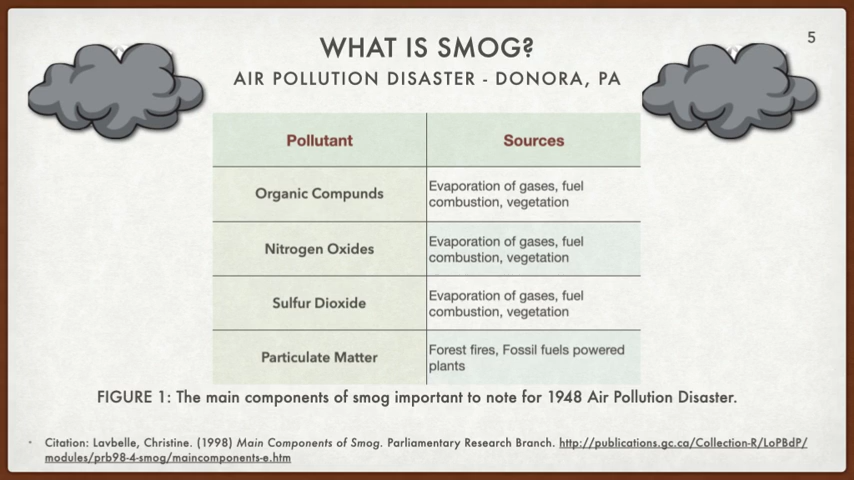 5
WHAT IS SMOG?
AIR POLLUTION DISASTER - DONORA, PA
Pollutant Sources
Organic Compunds
Evaporation of gases, fuel
combustion, vegetation
Nitrogen Oxides
Evaporation of gases, fuel
combustion, vegetation
Sulfur Dioxide
Evaporation of gases, fuel
combustion, vegetation
Particulate Matter
Forest fires, Fossil fuels powered
plants
FIGURE 1: The main components of smog important to note for 1948 Air Pollution Disaster.
• Citation: Lavbelle, Christine. (1998) Main Components of Smog. Parliamentary Research Branch. http://publications.gc.ca/Collection-R/LoPBdP/
modules/prb98-4-smog/maincomponents-e.htm